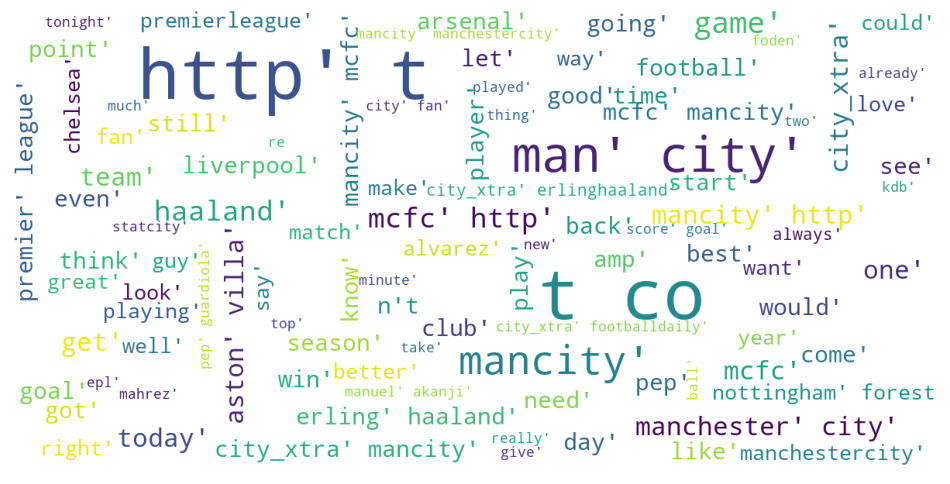 tonight'
premierleague'
arsenal'
going'
game'
could'
mancity' manchestercity'
foden'
point'
http' t
mcfc'
let'
way'
football'
city_xtra'
already'
chelsea'
played'
good'
time'
love'
much'
city' fan'
thing'
mcfc' mancity'
two'
fan'
still'
player'
premier' league'
re
man' city'
see'
liverpool'
mancity'
team'
start'
kdb'
even'
make'
city_xtra' erlinghaaland'
haaland'
mcfc' http'
mancity' http'
statcity'
match'
back'
score' goal'
always'
alvarez'
new'
best'
think'
guy'
amp'
want'
one'
great'
look'
guardiola'
aston' villa'
say'
know'
minute'
play'
t co
playing'
n't
would'
top'
club'
city_xtra' footballdaily'
get'
well'
pep'
season'
take'
mancity'
year'
come'
goal'
epl'
mahrez'
win'
better'
manuel' akanji'
pep'
ball'
mcfc'
nottingham' forest
got'
erling' haaland'
need'
right'
today'
city_xtra' mancity'
really'
give'
day'
manchester' city'
like'
manchestercity'